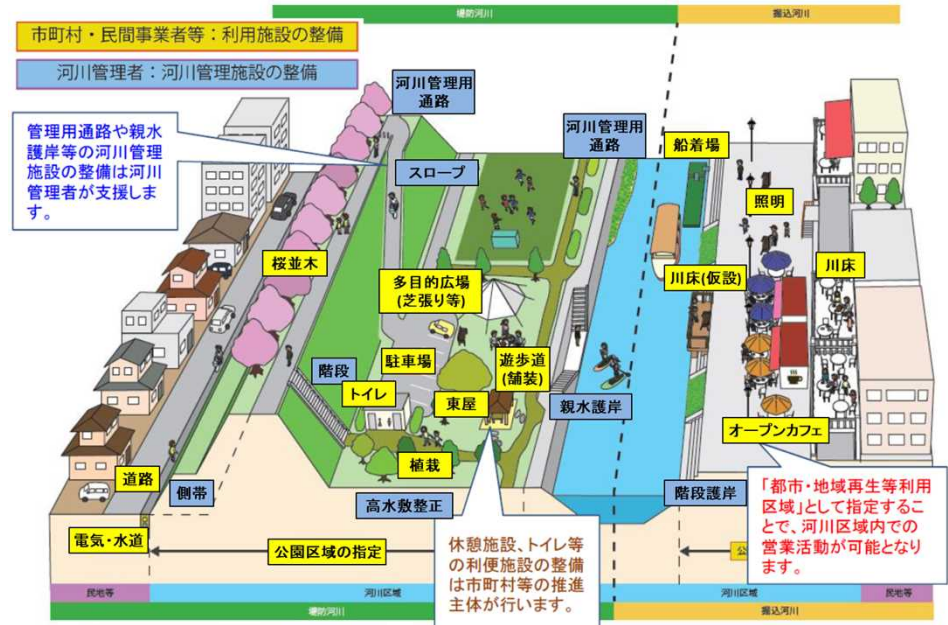 堤防河川
掘込河川
市町村・民間事業者等：利用施設の整備
河川管理者：河川管理施設の整備
管理用通路や親水
護岸等の河川管理
施設の整備は河川
管理者が支援しま
す。
河川管理用
通路
スロープ
河川管理用
通路
船着場
照明
桜並木
多目的広場
(芝張り等)
川床(仮設)
川床
駐車場
遊歩道
(舗装)
階段
トイレ
東屋
親水護岸
オープンカフェ
植栽
道路
側帯
高水敷整正
階段護岸
「都市・地域再生等利用
区域」として指定するこ
とで、河川区域内での
営業活動が可能となり
ます。
電気・水道
公園区域の指定
休憩施設、トイレ等
の利便施設の整備
は市町村等の推進
主体が行います。
民地等
河川区域
河川区域
民地等
堤防河川
掘込河川